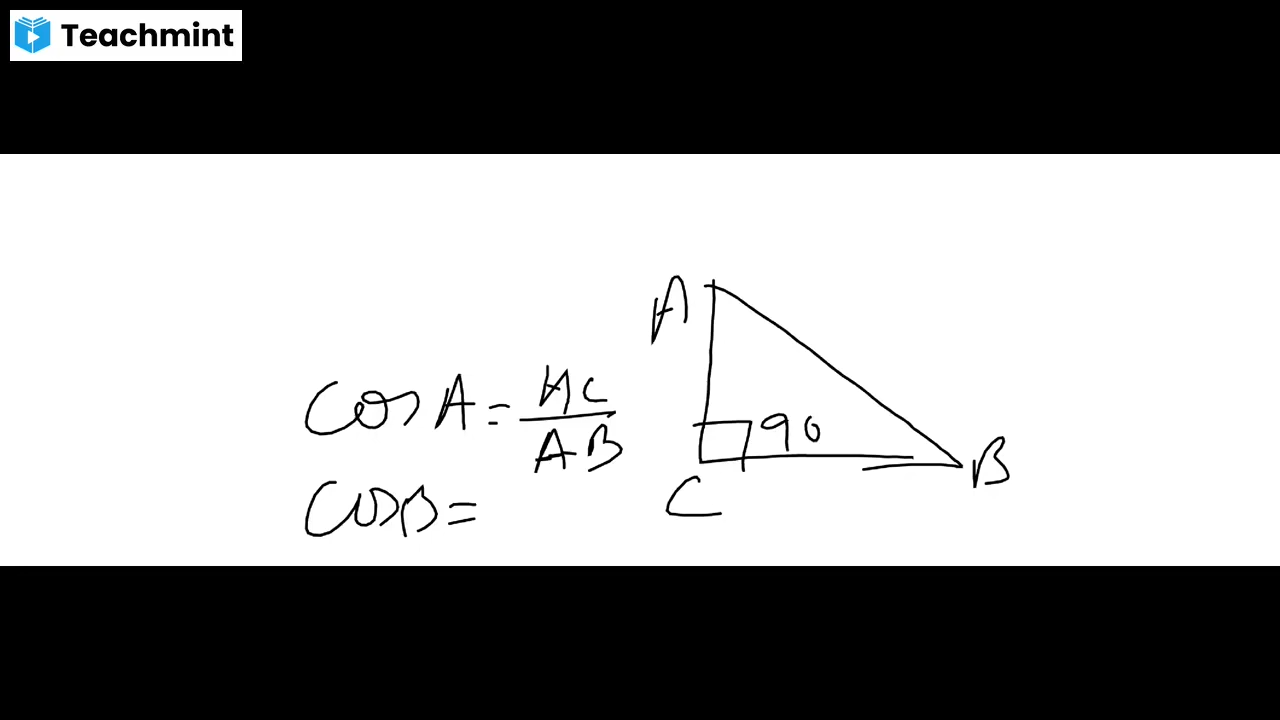 Teachmint
A
cos A = AC/AB
90
B
cos B =
C